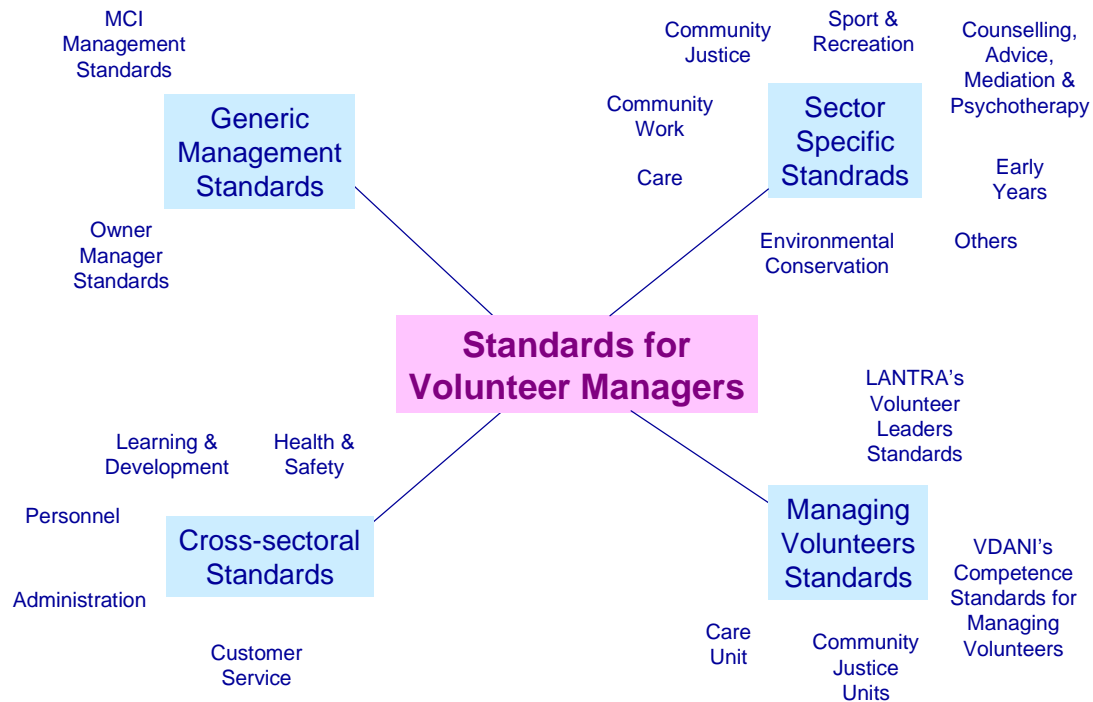 MCI
Management
Standards
Generic
Management
Standards
Owner
Manager
Standards
Community
Justice
Sport &
Recreation
Counselling,
Advice,
Mediation &
Psychotherapy
Community
Work
Sector
Specific
Standrads
Care
Early
Years
Environmental
Conservation
Others
Standards for
Volunteer Managers
Learning &
Development
Health &
Safety
Personnel
Cross-sectoral
Standards
Administration
Customer
Service
LANTRA's
Volunteer
Leaders
Standards
Managing
Volunteers
Standards
VDANI's
Competence
Standards for
Managing
Volunteers
Care
Unit
Community
Justice
Units